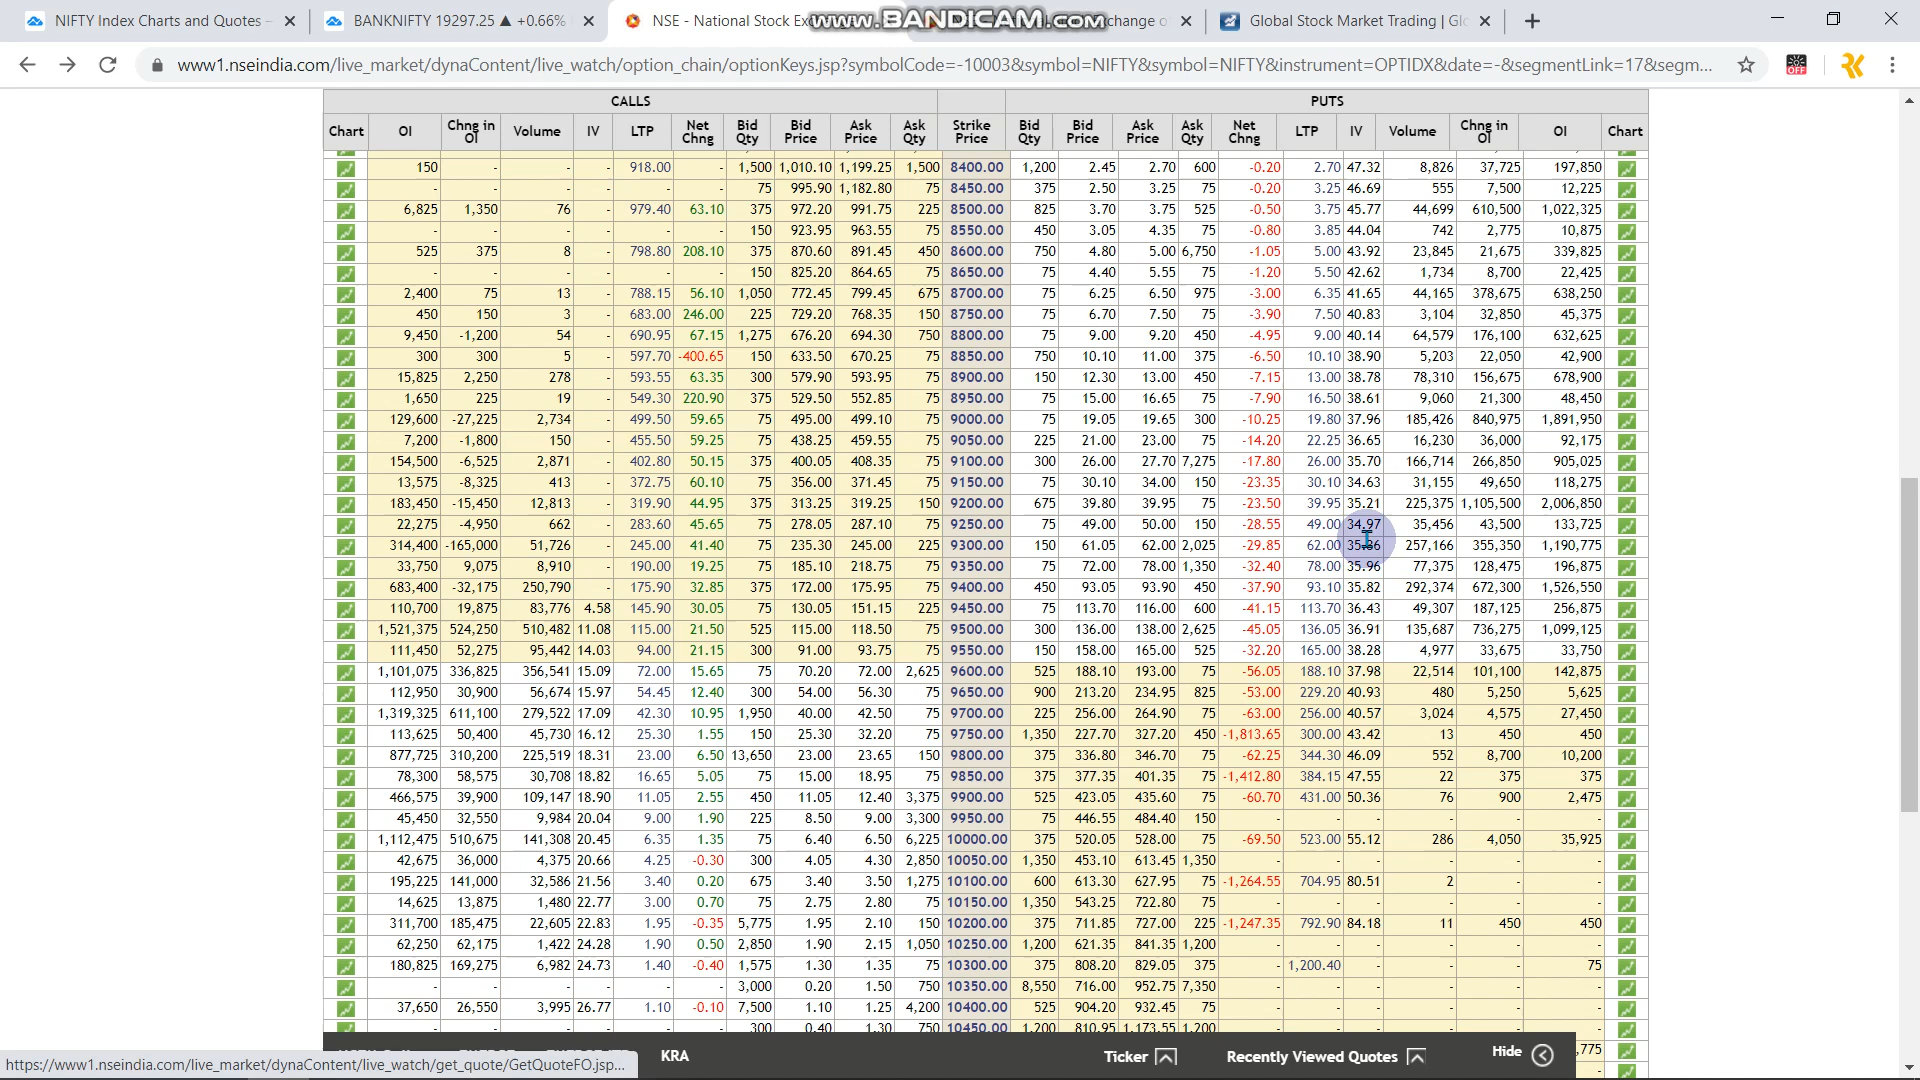 NIFTY Index Charts and Quotes –
BANKNIFTY 19297.25 ▲ +0.66%
NSE - National Stock Ex
www.BANDICAM.com
xchange o
Global Stock Market Trading | Glo
www1.nseindia.com/live_market/dynaContent/live_watch/option_chain/optionKeys.jsp?symbolCode=-10003&symbol=NIFTY&symbol=NIFTY&instrument=OPTIDX&date=-&segmentLink=17&segm...
OFF
CALLS PUTS
Chart OI Chng in OI Volume IV LTP Net Chng Bid Qty Bid Price Ask Price Ask Qty Strike Price Bid Qty Bid Price Ask Price Ask Qty Net Chng LTP IV Volume Chng in OI OI Chart
150 - - - 918.00 - 1,500 1,010.10 1,199.25 1,500 8400.00 1,200 2.45 2.70 600 -0.20 2.70 47.32 8,826 37,725 197,850
- - - - - - 75 995.90 1,182.80 75 8450.00 375 2.50 3.25 75 -0.20 3.25 46.69 555 7,500 12,225
6,825 1,350 76 - 979.40 63.10 375 972.20 991.75 225 8500.00 825 3.70 3.75 525 -0.50 3.75 45.77 44,699 610,500 1,022,325
- - - - - - 150 923.95 963.55 75 8550.00 450 3.05 4.35 75 -0.80 3.85 44.04 742 2,775 10,875
525 375 8 - 798.80 208.10 375 870.60 891.45 450 8600.00 750 4.80 5.00 6,750 -1.05 5.00 43.92 23,845 21,675 339,825
- - - - - - 150 825.20 864.65 75 8650.00 75 4.40 5.55 75 -1.20 5.50 42.62 1,734 8,700 22,425
2,400 75 13 - 788.15 56.10 1,050 772.45 799.45 675 8700.00 75 6.25 6.50 975 -3.00 6.35 41.65 44,165 378,675 638,250
450 150 3 - 683.00 246.00 225 729.20 768.35 150 8750.00 75 6.70 7.50 75 -3.90 7.50 40.83 3,104 32,850 45,375
9,450 -1,200 54 - 690.95 67.15 1,275 676.20 694.30 750 8800.00 75 9.00 9.20 450 -4.95 9.00 40.14 64,579 176,100 632,625
300 300 5 - 597.70 -400.65 150 633.50 670.25 75 8850.00 750 10.10 11.00 375 -6.50 10.10 38.90 5,203 22,050 42,900
15,825 2,250 278 - 593.55 63.35 300 579.90 593.95 75 8900.00 150 12.30 13.00 450 -7.15 13.00 38.78 78,310 156,675 678,900
1,650 225 19 - 549.30 220.90 375 529.50 552.85 75 8950.00 75 15.00 16.65 75 -7.90 16.50 38.61 9,060 21,300 48,450
129,600 -27,225 2,734 - 499.50 59.65 75 495.00 499.10 75 9000.00 75 19.05 19.65 300 -10.25 19.80 37.96 185,426 840,975 1,891,950
7,200 -1,800 150 - 455.50 59.25 75 438.25 459.55 75 9050.00 225 21.00 23.00 75 -14.20 22.25 36.65 16,230 36,000 92,175
154,500 -6,525 2,871 - 402.80 50.15 375 400.05 408.35 75 9100.00 300 26.00 27.70 7,275 -17.80 26.00 35.70 166,714 266,850 905,025
13,575 -8,325 413 - 372.75 60.10 75 356.00 371.45 75 9150.00 75 30.10 34.00 150 -23.35 30.10 34.63 31,155 49,650 118,275
183,450 -15,450 12,813 - 319.90 44.95 375 313.25 319.25 150 9200.00 675 39.80 39.95 75 -23.50 39.95 35.21 225,375 1,105,500 2,006,850
22,275 -4,950 662 - 283.60 45.65 75 278.05 287.10 75 9250.00 75 49.00 50.00 150 -28.55 49.00 34.97 35,456 43,500 133,725
314,400 -165,000 51,726 - 245.00 41.40 75 235.30 245.00 225 9300.00 150 61.05 62.00 2,025 -29.85 62.00 257,166 355,350 1,190,775
33,750 9,075 8,910 - 190.00 19.25 75 185.10 218.75 75 9350.00 75 72.00 78.00 1,350 -32.40 78.00 35.96 77,375 128,475 196,875
683,400 -32,175 250,790 - 175.90 32.85 375 172.00 175.95 75 9400.00 450 93.05 93.90 450 -37.90 93.10 35.82 292,374 672,300 1,526,550
110,700 19,875 83,776 4.58 145.90 30.05 75 130.05 151.15 225 9450.00 75 113.70 116.00 600 -41.15 113.70 36.43 49,307 187,125 256,875
1,521,375 524,250 510,482 11.08 115.00 21.50 525 115.00 118.50 75 9500.00 300 136.00 138.00 2,625 -45.05 136.05 36.91 135,687 736,275 1,099,125
111,450 52,275 95,442 14.03 94.00 21.15 300 91.00 93.75 225 9550.00 150 158.00 165.00 525 -32.20 165.00 38.28 4,977 33,675 33,750
1,101,075 336,825 356,541 15.09 72.00 15.65 75 70.20 72.00 2,625 9600.00 525 188.10 193.00 75 -56.05 188.10 37.98 22,514 101,100 142,875
112,950 30,900 56,674 15.97 54.45 12.40 300 54.00 56.30 75 9650.00 900 213.20 234.95 825 -53.00 229.20 40.93 480 5,250 5,625
1,319,325 611,100 279,522 17.09 42.30 10.95 1,950 40.00 42.50 75 9700.00 225 256.00 264.90 75 -63.00 256.00 40.57 3,024 4,575 27,450
113,625 50,400 45,730 16.12 25.30 1.55 150 25.30 32.20 75 9750.00 1,350 227.70 327.20 450 -1,813.65 300.00 43.42 13 450 450
877,725 310,200 225,519 18.31 23.00 6.50 13,650 23.00 23.65 150 9800.00 375 336.80 346.70 75 -62.25 344.30 46.09 552 8,700 10,200
78,300 58,575 30,708 18.82 16.65 5.05 75 15.00 18.95 75 9850.00 375 377.35 401.35 75 -1,412.80 384.15 47.55 22 375 375
466,575 39,900 109,147 18.90 11.05 2.55 450 11.05 12.40 3,375 9900.00 525 423.05 435.60 75 -60.70 431.00 50.36 76 900 2,475
45,450 32,550 9,984 20.04 9.00 1.90 225 8.50 9.00 3,300 9950.00 75 446.55 484.40 150 - - - - - -
1,112,475 510,675 141,308 20.45 6.35 1.35 75 6.40 6.50 6,225 10000.00 375 520.05 528.00 75 -69.50 523.00 55.12 286 4,050 35,925
42,675 36,000 4,375 20.66 4.25 -0.30 300 4.05 4.30 2,850 10050.00 1,350 453.10 613.45 1,350 - - - - - -
195,225 141,000 32,586 21.56 3.40 0.20 675 3.40 3.50 1,275 10100.00 600 613.30 627.95 75 -1,264.55 704.95 80.51 2 - -
14,625 13,875 1,480 22.77 3.00 0.70 75 2.75 2.80 75 10150.00 1,350 543.25 722.80 75 - - - - - -
311,700 185,475 22,605 22.83 1.95 -0.35 5,775 1.95 2.10 150 10200.00 375 711.85 727.00 225 -1,247.35 792.90 84.18 11 450 450
62,250 62,175 1,422 24.28 1.90 0.50 2,850 1.90 2.15 1,050 10250.00 1,200 621.35 841.35 1,200 - - - - - -
180,825 169,275 6,982 24.73 1.40 -0.40 1,575 1.30 1.35 75 10300.00 375 808.20 829.05 375 - 1,200.40 - - - 75
- - - - - - 3,000 0.20 1.50 750 10350.00 8,550 716.00 952.75 7,350 - - - - - -
37,650 26,550 3,995 26.77 1.10 -0.10 7,500 1.10 1.25 4,200 10400.00 525 904.20 932.45 75 - - - - - -
- - - - - - 300 0.40 1.30 750 10450.00 1,200 810.95 1,173.55 1,200 - - - - - -
KRA Ticker Recently Viewed Quotes Hide ,775
https://www1.nseindia.com/live_market/dynaContent/live_watch/get_quote/GetQuoteFO.jsp...